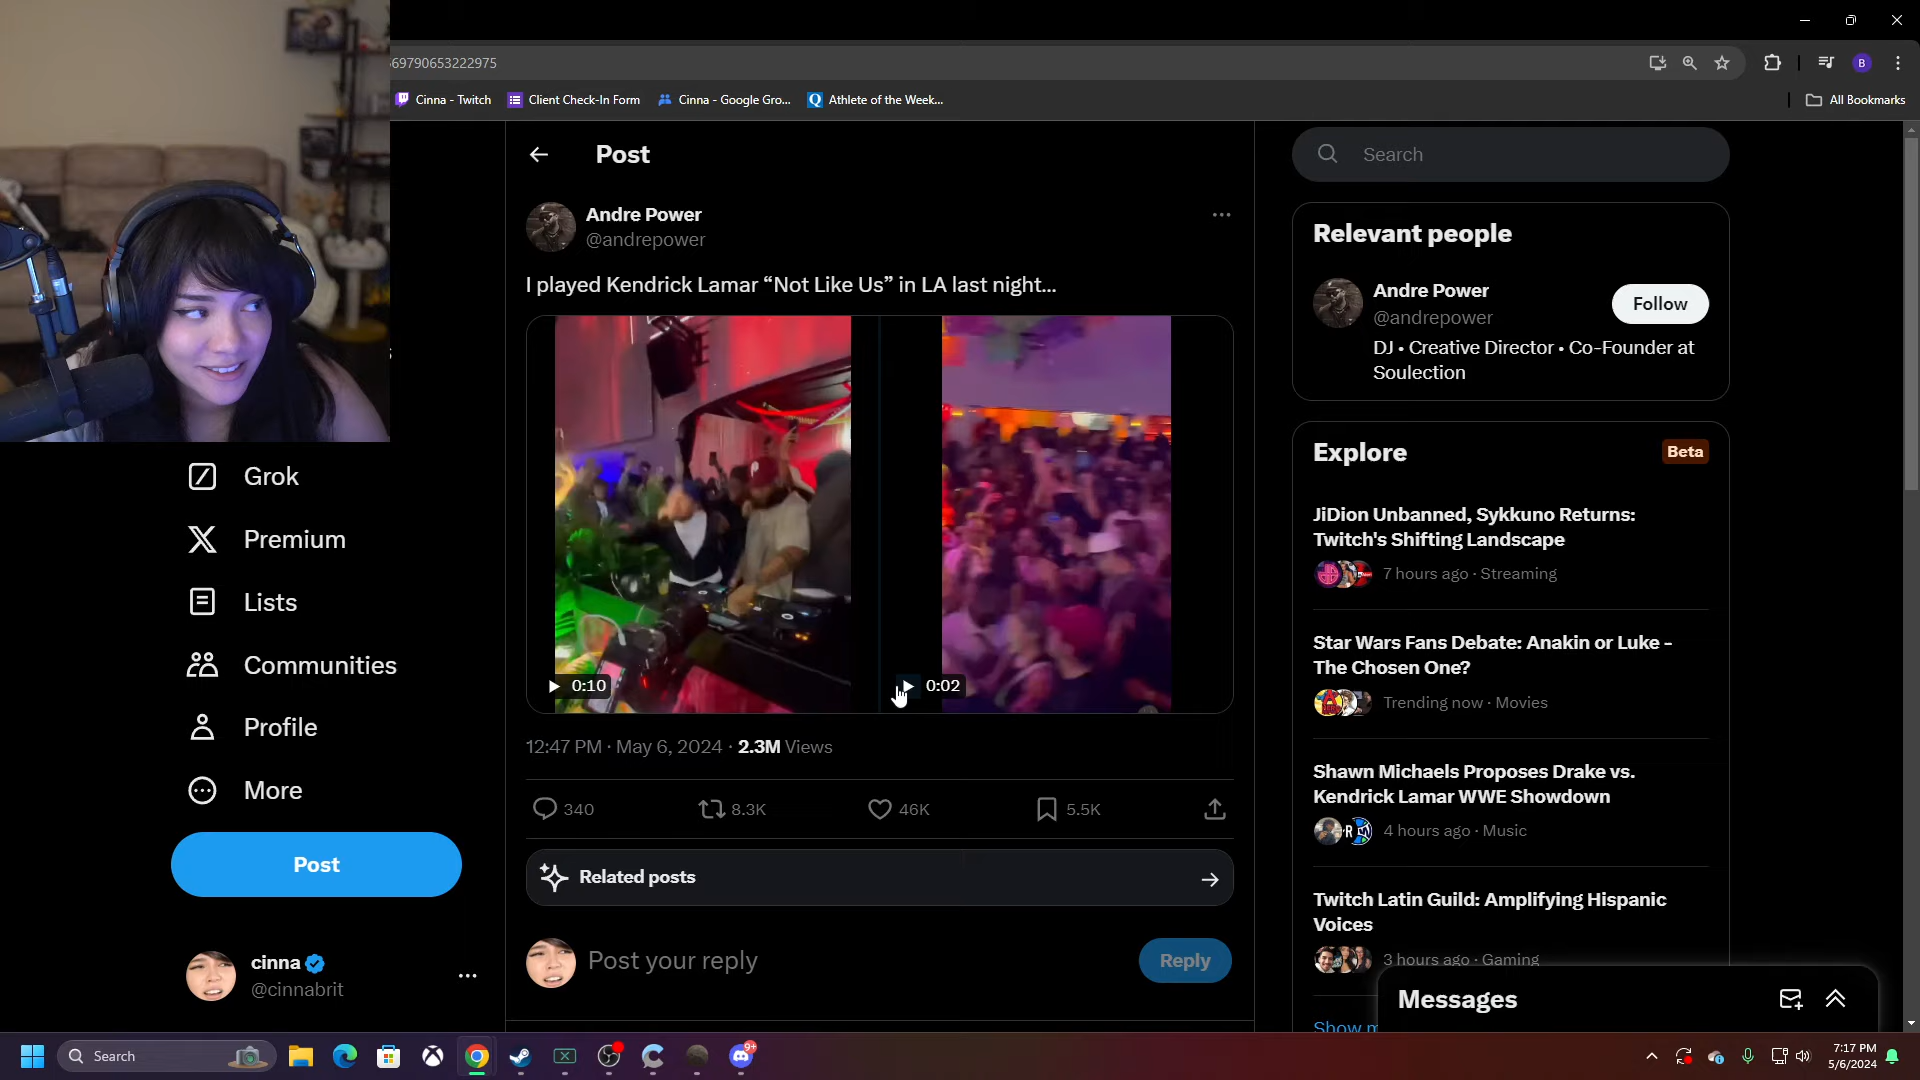 69790653222975
B
Cinna - Twitch
Client Check-In Form
Cinna - Google Gro...
Athlete of the Week...
All Bookmarks
Post
Andre Power
@andrepower
I played Kendrick Lamar “Not Like Us” in LA last night...
0:10
0:02
12:47 PM · May 6, 2024 · 2.3M Views
340
8.3K
46K
5.5K
Related posts
Post your reply
Reply
Grok
Premium
Lists
Communities
Profile
More
Post
cinna
@cinnabrit
Search
Relevant people
Andre Power
@andrepower
Follow
DJ • Creative Director • Co-Founder at
Soulection
Explore
Beta
JiDion Unbanned, Sykkuno Returns:
Twitch's Shifting Landscape
7 hours ago · Streaming
Star Wars Fans Debate: Anakin or Luke -
The Chosen One?
Trending now · Movies
Shawn Michaels Proposes Drake vs.
Kendrick Lamar WWE Showdown
4 hours ago · Music
Twitch Latin Guild: Amplifying Hispanic
Voices
3 hours ago · Gaming
Show
Messages
Search
9+
7:17 PM
5/6/2024